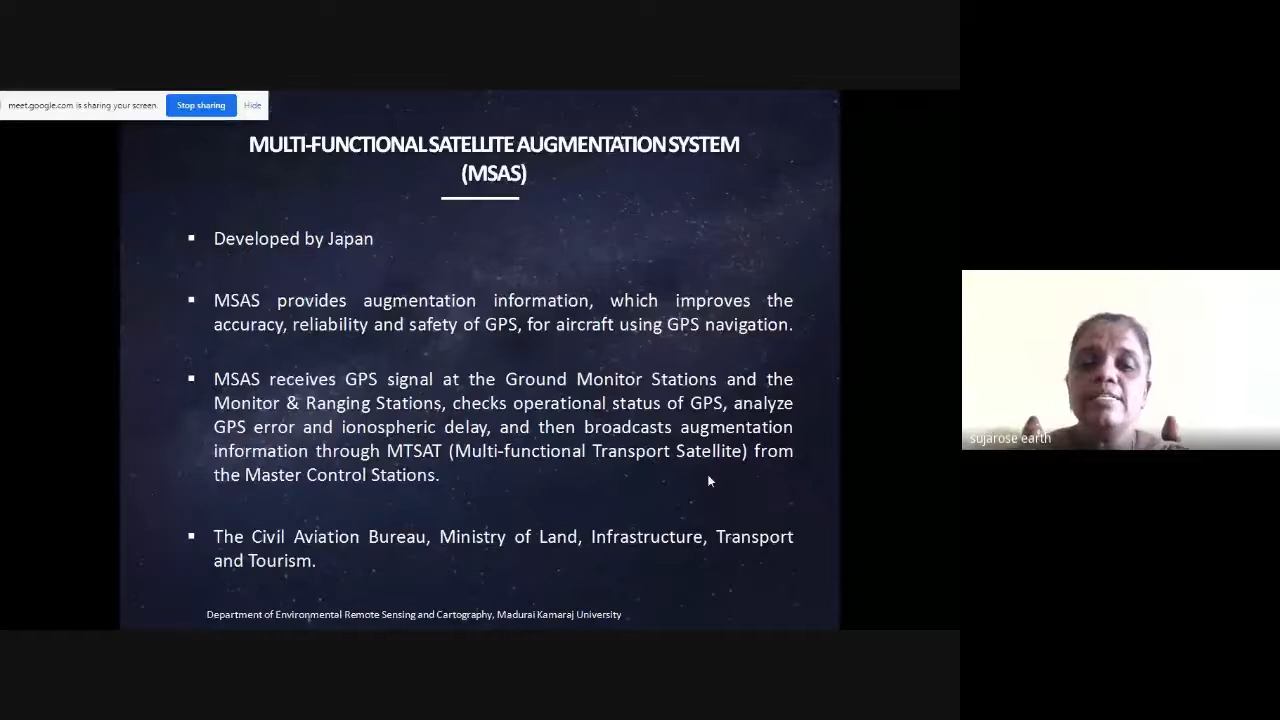 meet.google.com is sharing your screen.
Stop sharing
Hide
MULTI-FUNCTIONAL SATELLITE AUGMENTATION SYSTEM
(MSAS)
▪ Developed by Japan
▪ MSAS provides augmentation information, which improves the
accuracy, reliability and safety of GPS, for aircraft using GPS navigation.
▪ MSAS receives GPS signal at the Ground Monitor Stations and the
Monitor & Ranging Stations, checks operational status of GPS, analyze
GPS error and ionospheric delay, and then broadcasts augmentation
information through MTSAT (Multi-functional Transport Satellite) from
the Master Control Stations.
▪ The Civil Aviation Bureau, Ministry of Land, Infrastructure, Transport
and Tourism.
Department of Environmental Remote Sensing and Cartography, Madurai Kamaraj University
sujarose earth